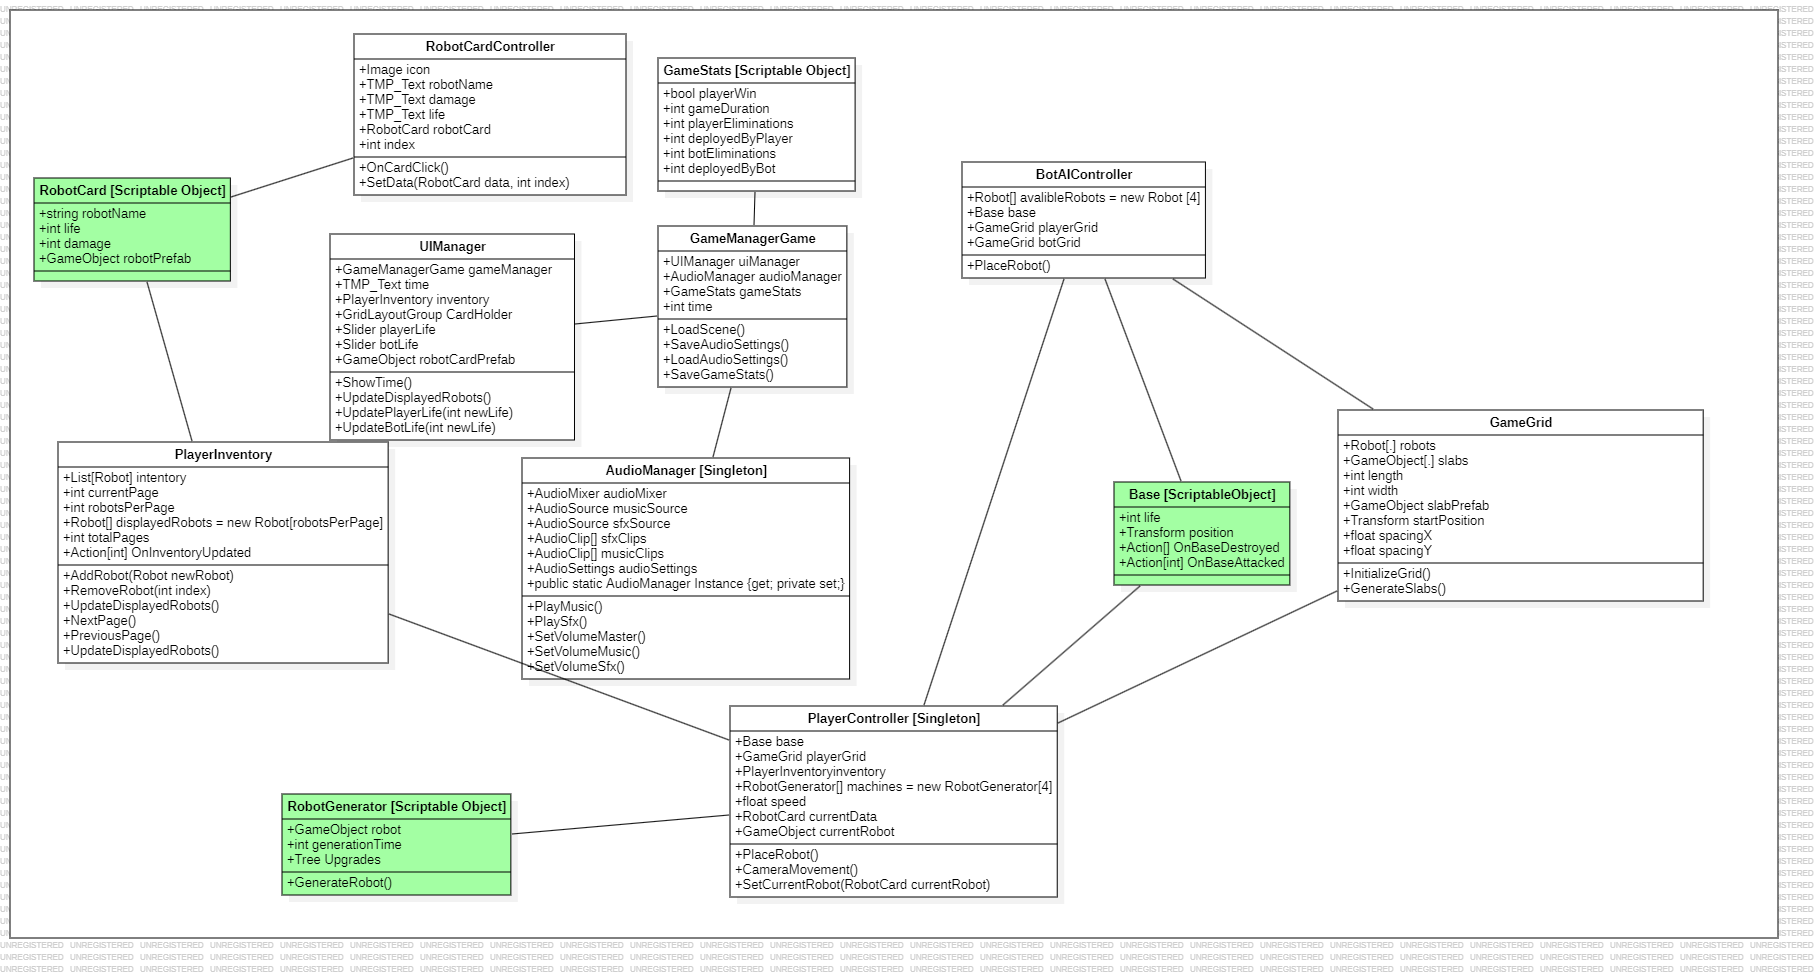 RobotCardController
+Image icon
+TMP_Text robotName
+TMP_Text damage
+TMP_Text life
+RobotCard robotCard
+int index
+OnCardClick()
+SetData(RobotCard data, int index)
GameStats [Scriptable Object]
+bool playerWin
+int gameDuration
+int playerEliminations
+int deployedByPlayer
+int botEliminations
+int deployedByBot
BotAIController
+Robot[] avalibleRobots = new Robot [4]
+Base base
+GameGrid playerGrid
+GameGrid botGrid
+PlaceRobot()
RobotCard [Scriptable Object]
+string robotName
+int life
+int damage
+GameObject robotPrefab
UIManager
+GameManagerGame gameManager
+TMP_Text time
+PlayerInventory inventory
+GridLayoutGroup CardHolder
+Slider playerLife
+Slider botLife
+GameObject robotCardPrefab
+ShowTime()
+UpdateDisplayedRobots()
+UpdatePlayerLife(int newLife)
+UpdateBotLife(int newLife)
GameManagerGame
+UIManager uiManager
+AudioManager audioManager
+GameStats gameStats
+int time
+LoadScene()
+SaveAudioSettings()
+LoadAudioSettings()
+SaveGameStats()
GameGrid
+Robot[.] robots
+GameObject[.] slabs
+int length
+int width
+GameObject slabPrefab
+Transform startPosition
+float spacingX
+float spacingY
+InitializeGrid()
+GenerateSlabs()
PlayerInventory
+List[Robot] intentory
+int currentPage
+int robotsPerPage
+Robot[] displayedRobots = new Robot[robotsPerPage]
+int totalPages
+Action[int] OnInventoryUpdated
+AddRobot(Robot newRobot)
+RemoveRobot(int index)
+UpdateDisplayedRobots()
+NextPage()
+PreviousPage()
+UpdateDisplayedRobots()
AudioManager [Singleton]
+AudioMixer audioMixer
+AudioSource musicSource
+AudioSource sfxSource
+AudioClip[] sfxClips
+AudioClip[] musicClips
+AudioSettings audioSettings
+public static AudioManager Instance {get; private set;}
+PlayMusic()
+PlaySfx()
+SetVolumeMaster()
+SetVolumeMusic()
+SetVolumeSfx()
Base [ScriptableObject]
+int life
+Transform position
+Action[] OnBaseDestroyed
+Action[int] OnBaseAttacked
PlayerController [Singleton]
+Base base
+GameGrid playerGrid
+PlayerInventoryinventory
+RobotGenerator[] machines = new RobotGenerator[4]
+float speed
+RobotCard currentData
+GameObject currentRobot
+PlaceRobot()
+CameraMovement()
+SetCurrentRobot(RobotCard currentRobot)
RobotGenerator [Scriptable Object]
+GameObject robot
+int generationTime
+Tree Upgrades
+GenerateRobot()